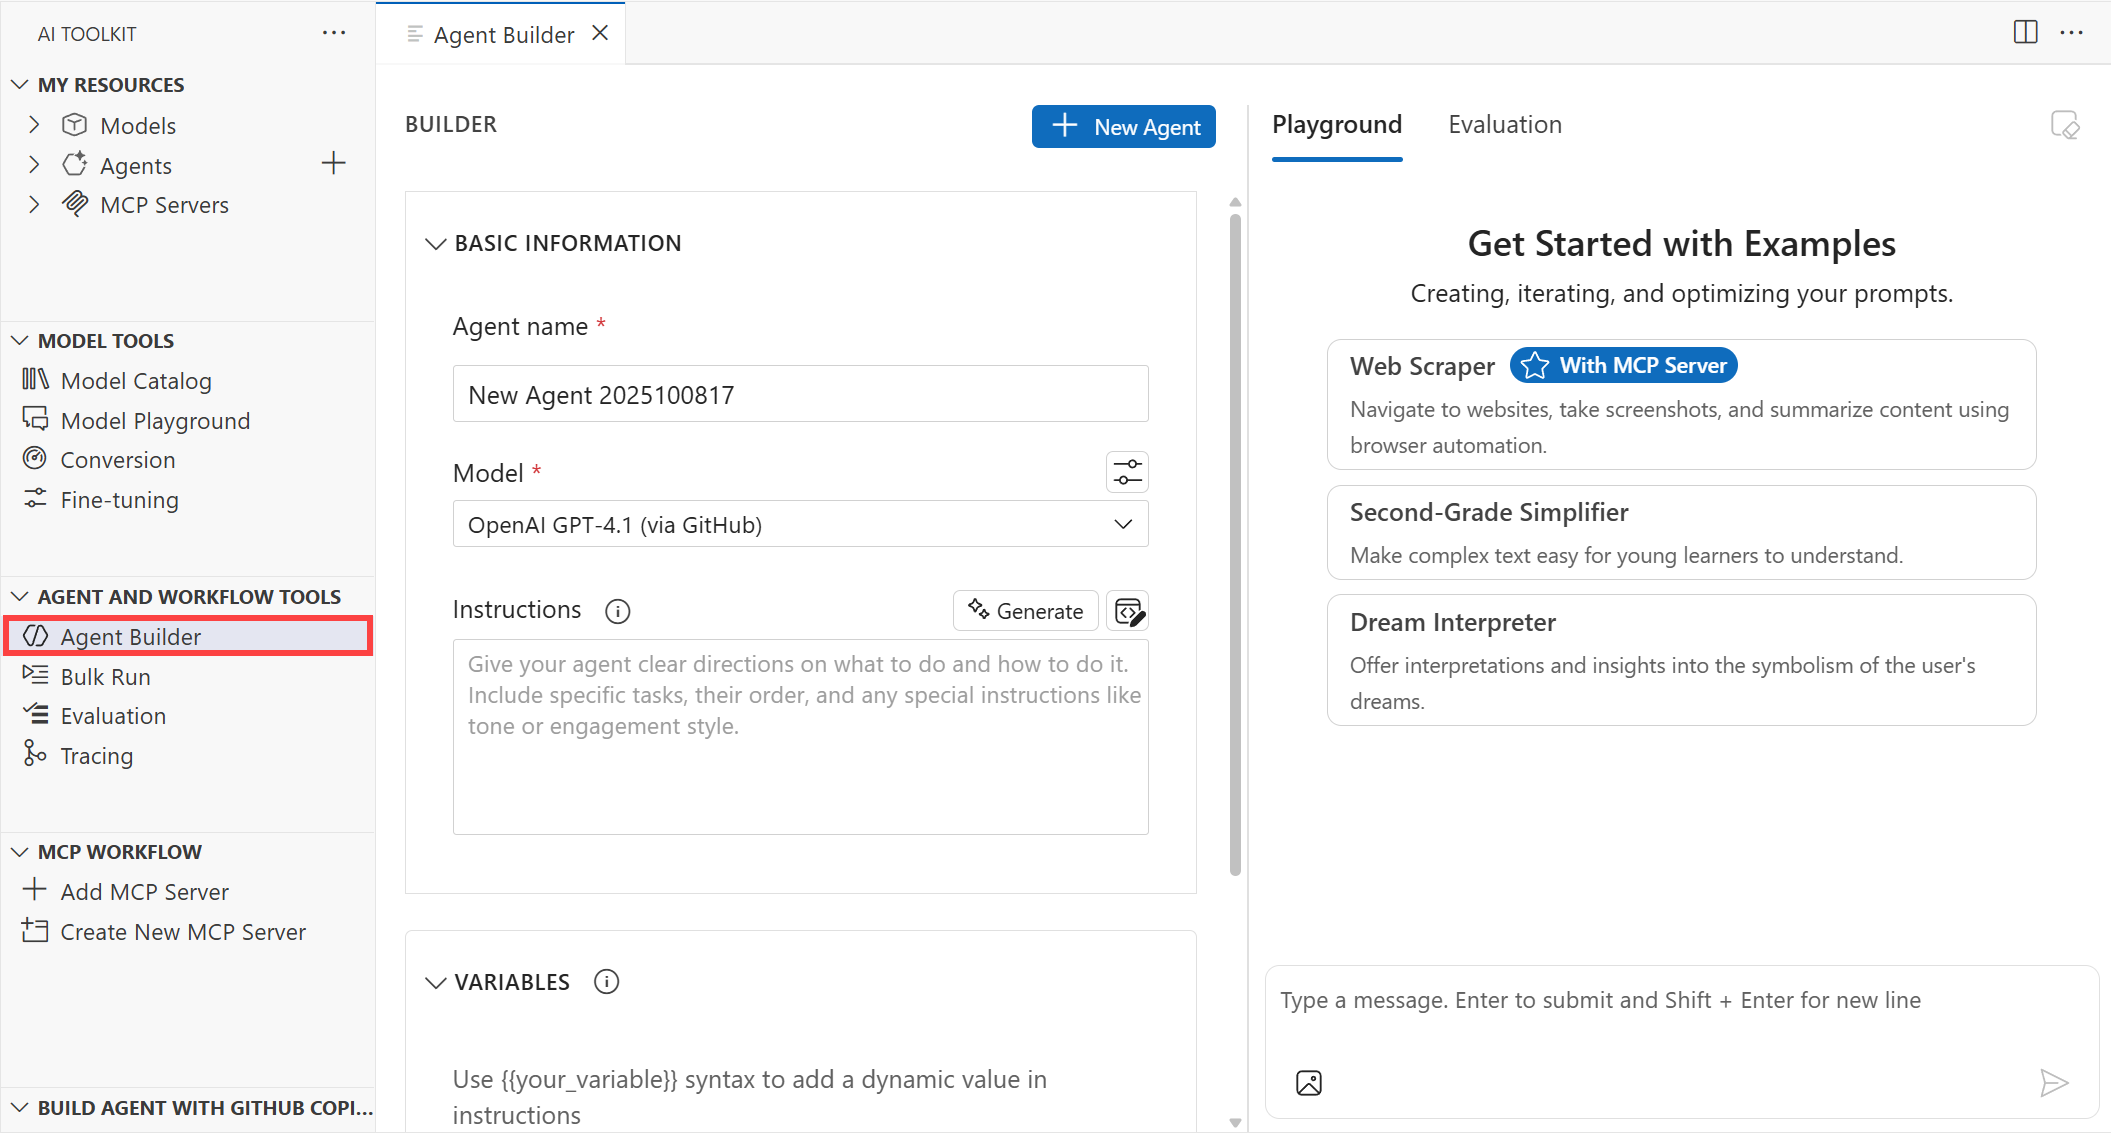 AI TOOLKIT
MY RESOURCES
Models
Agents
MCP Servers
MODEL TOOLS
Model Catalog
Model Playground
Conversion
Fine-tuning
AGENT AND WORKFLOW TOOLS
Agent Builder
Bulk Run
Evaluation
Tracing
MCP WORKFLOW
Add MCP Server
Create New MCP Server
BUILD AGENT WITH GITHUB COPI...
Agent Builder
BUILDER
New Agent
BASIC INFORMATION
Agent name *
New Agent 2025100817
Model *
OpenAI GPT-4.1 (via GitHub)
Instructions
Generate
Give your agent clear directions on what to do and how to do it.
Include specific tasks, their order, and any special instructions like
tone or engagement style.
VARIABLES
Use {{your_variable}} syntax to add a dynamic value in
instructions
Playground
Evaluation
Get Started with Examples
Creating, iterating, and optimizing your prompts.
Web Scraper
With MCP Server
Navigate to websites, take screenshots, and summarize content using
browser automation.
Second-Grade Simplifier
Make complex text easy for young learners to understand.
Dream Interpreter
Offer interpretations and insights into the symbolism of the user's
dreams.
Type a message. Enter to submit and Shift + Enter for new line